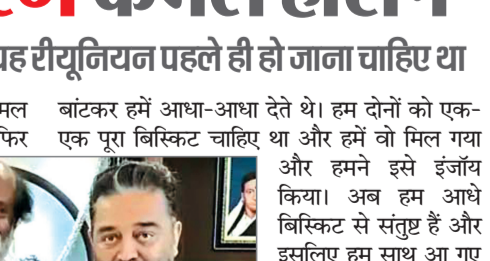 यह रीयूनियन पहले ही हो जाना चाहिए था
बांटकर हमें आधा-आधा देते थे। हम दोनों को एक-
फिर एक पूरा बिस्किट चाहिए था और हमें वो मिल गया
और हमने इसे इंजॉय
किया। अब हम आधे
बिस्किट से संतुष्ट हैं और
इसलिए हम साथ आ गए